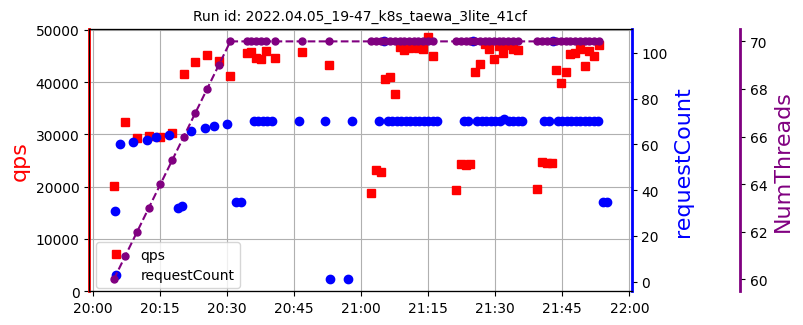 Run id: 2022.04.05_19-47_k8s_taewa_3lite_41cf
50000
40000
30000
20000
10000
0
qps
100
80
60
40
20
0
requestCount
70
68
66
64
62
60
NumThreads
qps
requestCount
20:00 20:15 20:30 20:45 21:00 21:15 21:30 21:45 22:00